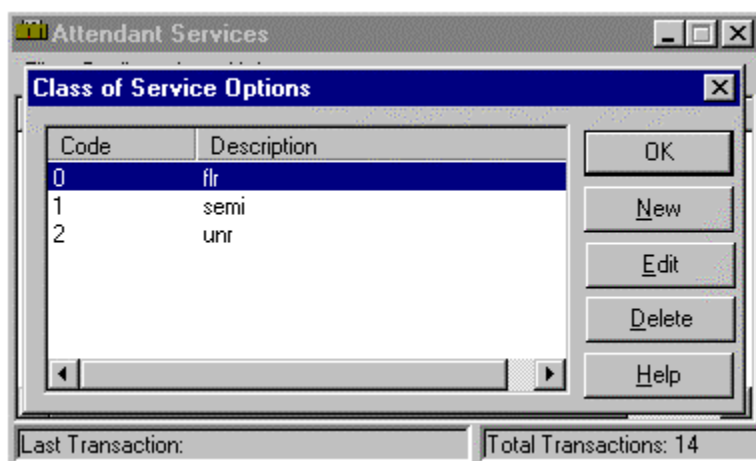 Attendant Services
Class of Service Options
Code Description
0 flr
1 semi
2 unr
OK
New
Edit
Delete
Help
Last Transaction:
Total Transactions: 14